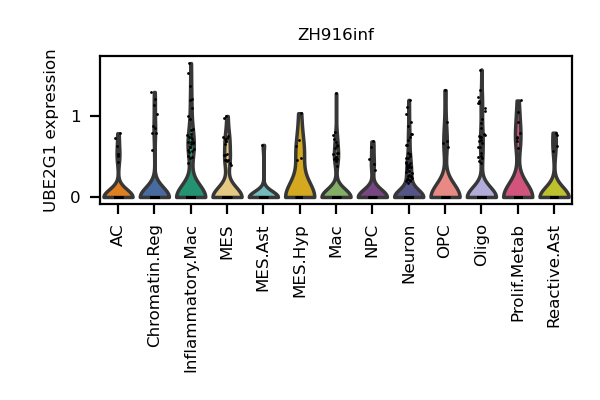 ZH916inf
UBE2G1 expression
1
0
AC
Chromatin.Reg
Inflammatory.Mac
MES
MES.Ast
MES.Hyp
Mac
NPC
Neuron
OPC
Oligo
Prolif.Metab
Reactive.Ast